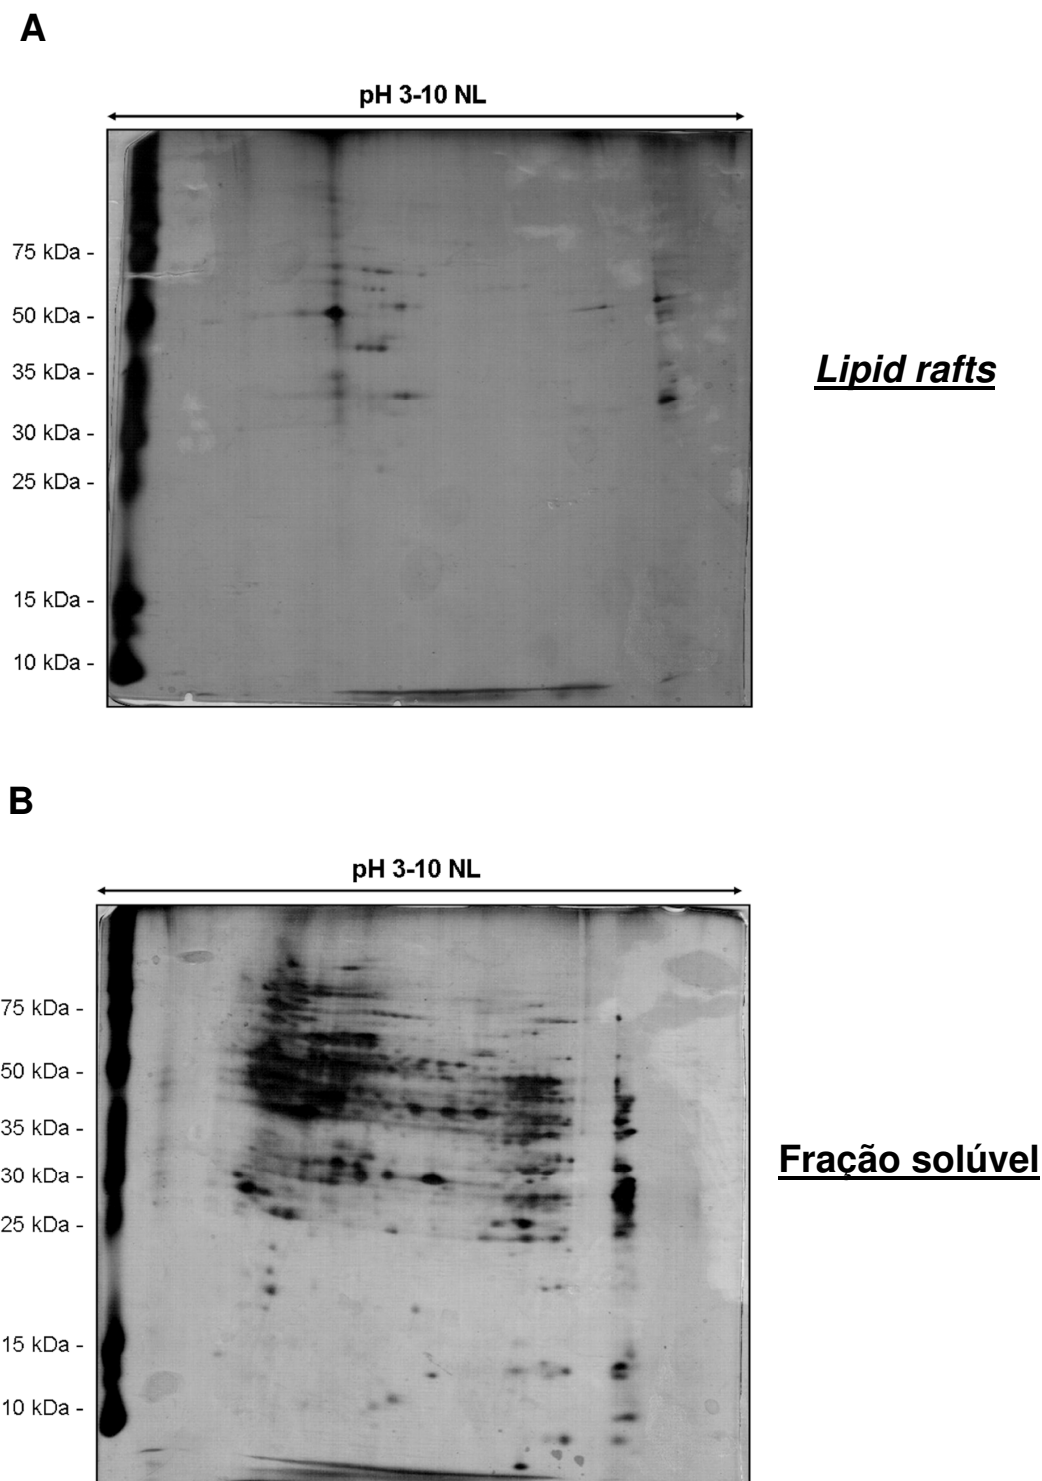 A
pH 3-10 NL
75 kDa -
50 kDa -
35 kDa -
30 kDa -
25 kDa -
15 kDa -
10 kDa -
Lipid rafts
B
pH 3-10 NL
75 kDa -
50 kDa -
35 kDa -
30 kDa -
25 kDa -
15 kDa -
10 kDa -
Fração solúvel